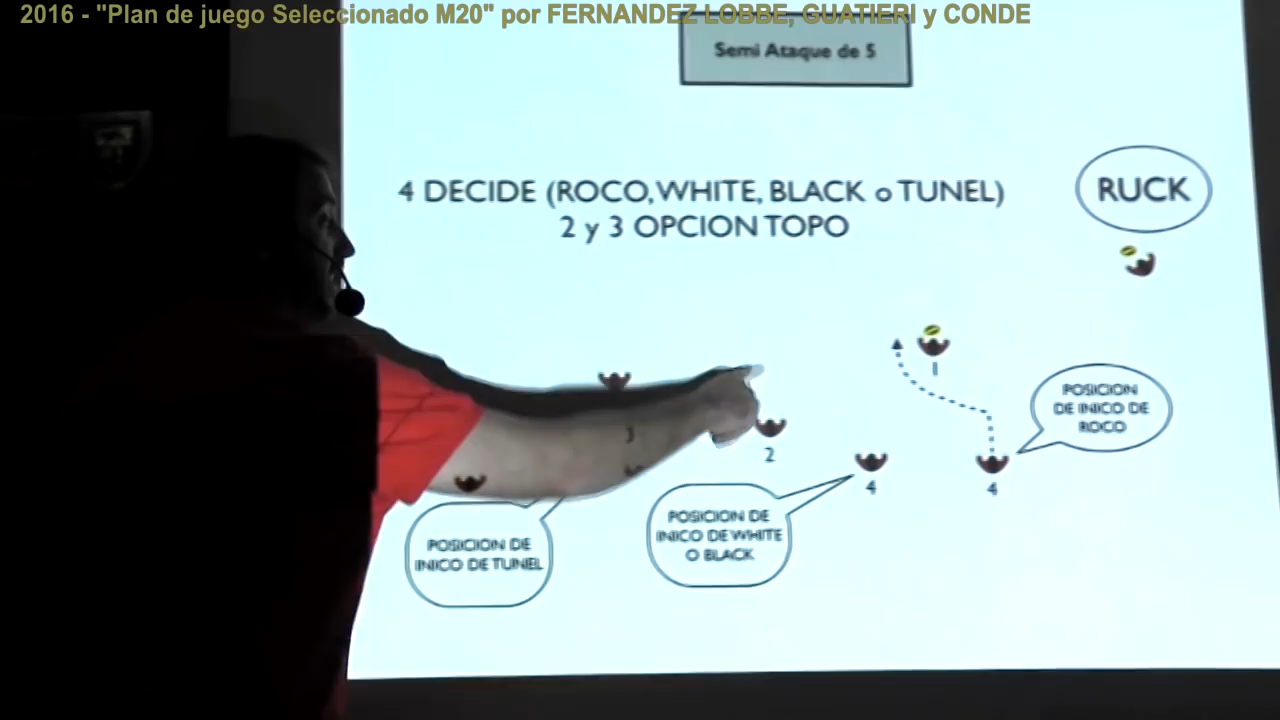 2016 - "Plan de juego Seleccionado M20" por FERNANDEZ LOBBE, GUATIERI y CONDE
Semi Ataque de 5
4 DECIDE (ROCO, WHITE, BLACK o TUNEL)
2 y 3 OPCION TOPO
RUCK
1
POSICION
DE INICO DE
ROCO
3
2
4
4
POSICION DE
INICO DE WHITE
O BLACK
POSICION DE
INICO DE TUNEL